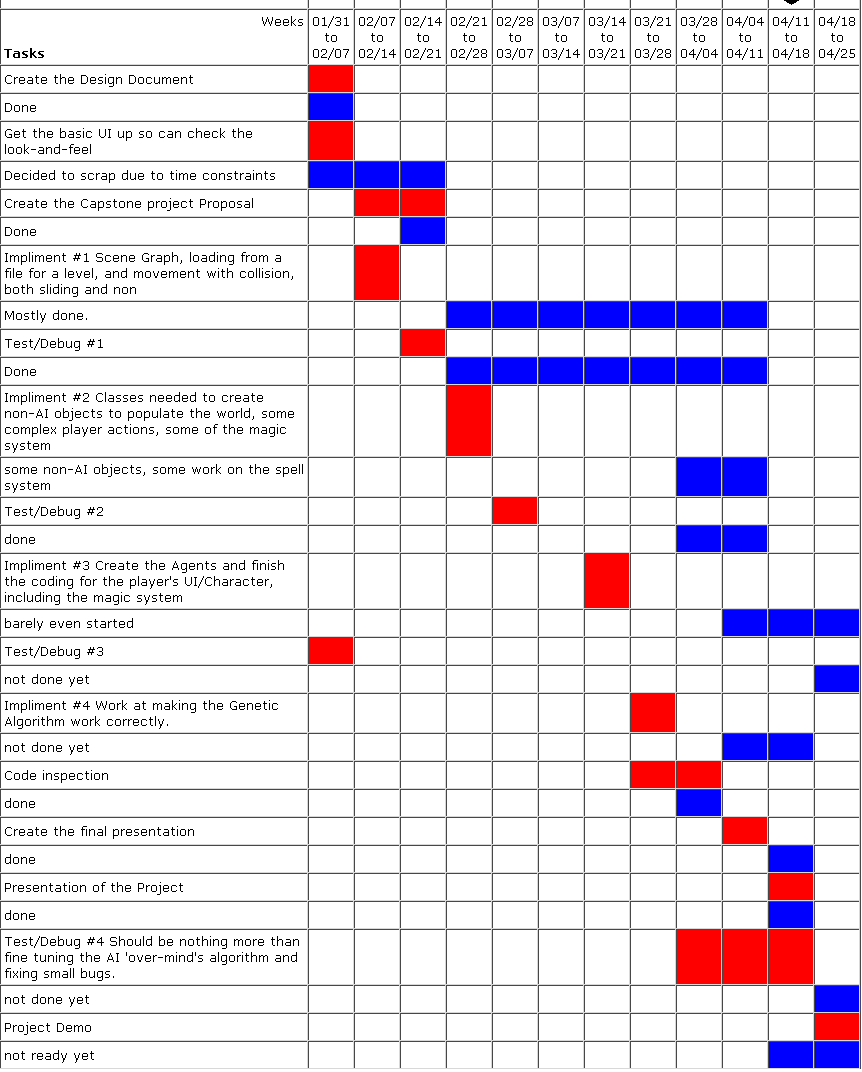 Weeks 01/31 02/07 02/14 02/21 02/28 03/07 03/14 03/21 03/28 04/04 04/11 04/18
to to to to to to to to to to to to
Tasks 02/07 02/14 02/21 02/28 03/07 03/14 03/21 03/28 04/04 04/11 04/18 04/25
Create the Design Document
Done
Get the basic UI up so can check the
look-and-feel
Decided to scrap due to time constraints
Create the Capstone project Proposal
Done
Impliment #1 Scene Graph, loading from a
file for a level, and movement with collision,
both sliding and non
Mostly done.
Test/Debug #1
Done
Impliment #2 Classes needed to create
non-AI objects to populate the world, some
complex player actions, some of the magic
system
some non-AI objects, some work on the spell
system
Test/Debug #2
done
Impliment #3 Create the Agents and finish
the coding for the player's UI/Character,
including the magic system
barely even started
Test/Debug #3
not done yet
Impliment #4 Work at making the Genetic
Algorithm work correctly.
not done yet
Code inspection
done
Create the final presentation
done
Presentation of the Project
done
Test/Debug #4 Should be nothing more than
fine tuning the AI 'over-mind's algorithm and
fixing small bugs.
not done yet
Project Demo
not ready yet